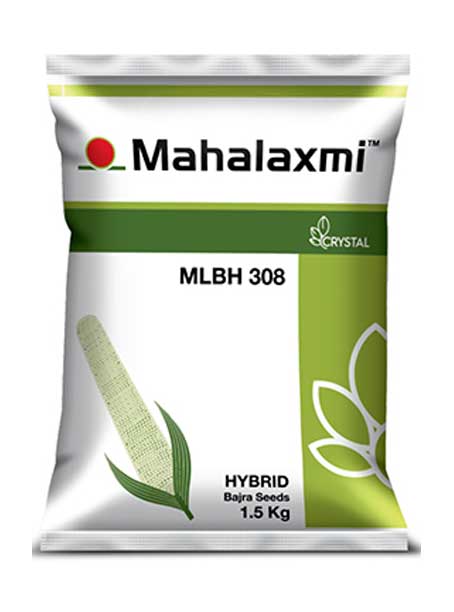 Mahalaxmi™
CRYSTAL
MLBH 308
HYBRID
Bajra Seeds
1.5 Kg